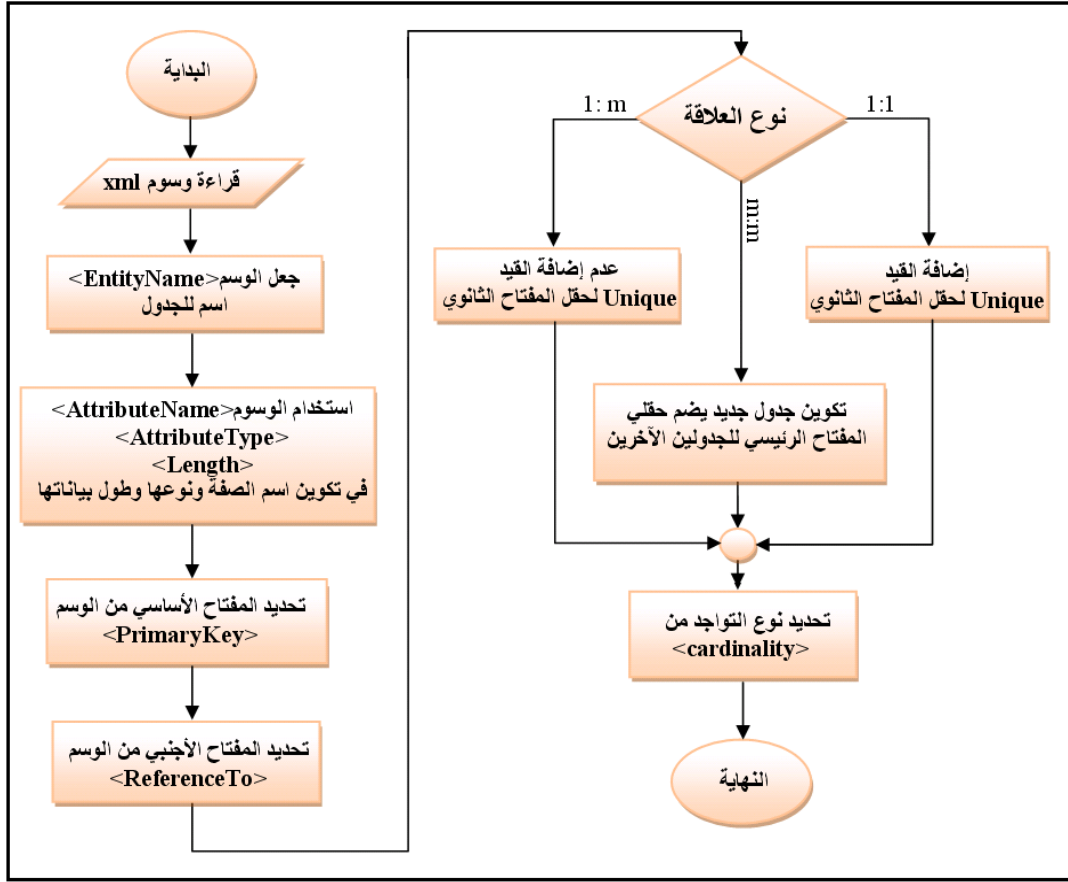 البداية
قراءة وسوم xml
جعل الوسم<EntityName>
اسم للجدول
استخدام الوسوم<AttributeName>
<AttributeType>
<Length>
في تكوين اسم الصفة ونوعها وطول بياناتها
تحديد المفتاح الأساسي من الوسم
<PrimaryKey>
تحديد المفتاح الأجنبي من الوسم
<ReferenceTo>
نوع العلاقة
1: m
1:1
m:m
عدم إضافة القيد
Unique لحقل المفتاح الثانوي
إضافة القيد
Unique لحقل المفتاح الثانوي
تكوين جدول جديد يضم حقلي
المفتاح الرئيسي للجدولين الآخرين
تحديد نوع التواجد من
<cardinality>
النهاية